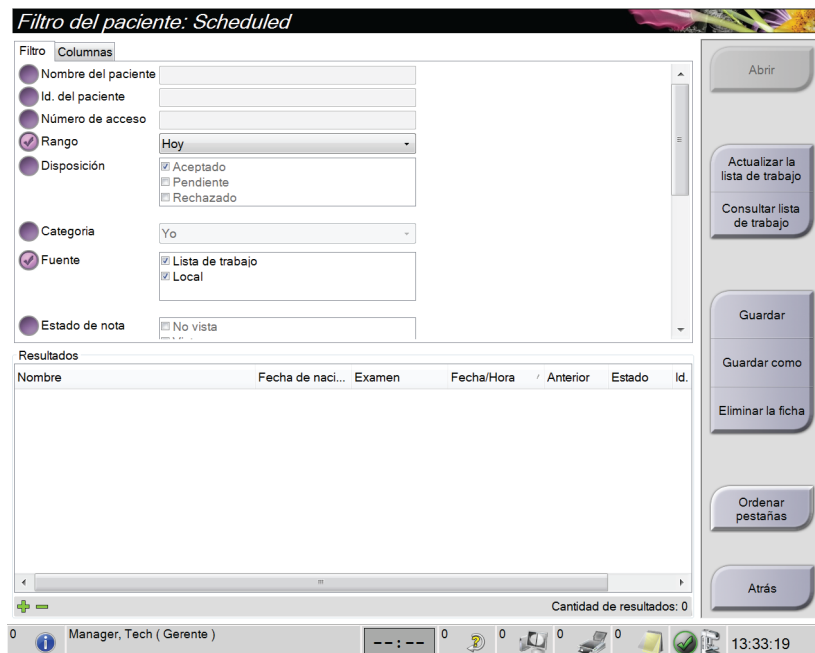 Filtro del paciente: Scheduled
Filtro Columnas
Nombre del paciente
Id. del paciente
Número de acceso
Rango Hoy
Disposición Aceptado
Pendiente
Rechazado
Categoria Yo
Fuente Lista de trabajo
Local
Estado de nota No vista
Abrir
Actualizar la
lista de trabajo
Consultar lista
de trabajo
Guardar
Guardar como
Eliminar la ficha
Ordenar
pestañas
Atrás
Resultados
Nombre Fecha de naci... Examen Fecha/Hora Anterior Estado Id.
Cantidad de resultados: 0
0 Manager, Tech ( Gerente ) --:-- 0 0 0 0 13:33:19